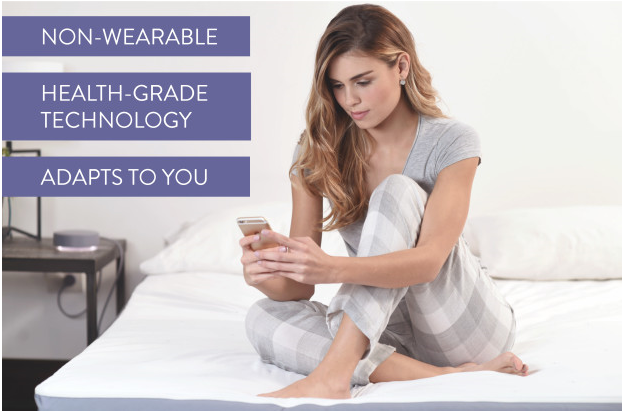 NON-WEARABLE
HEALTH-GRADE
TECHNOLOGY
ADAPTS TO YOU